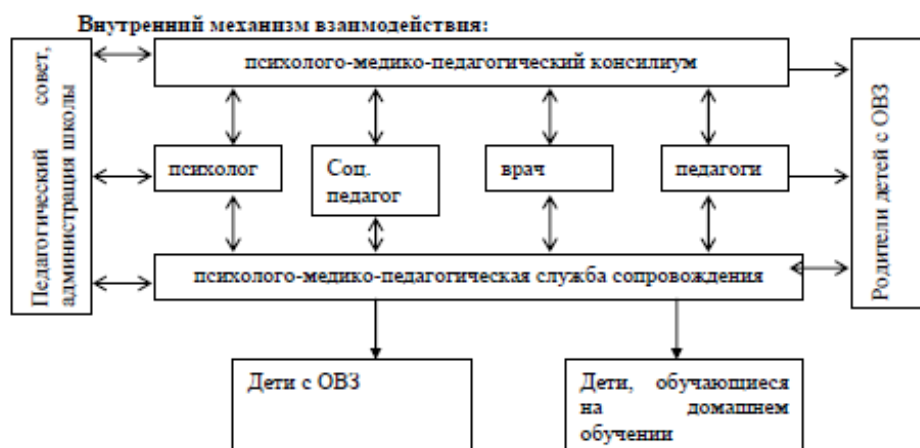 Внутренний механизм взаимодействия:
Педагогический совет,
администрация школы
психолого-медико-педагогический консилиум
психолог
Соц.
педагог
врач
педагоги
Родители детей с ОВЗ
психолого-медико-педагогическая служба сопровождения
Дети с ОВЗ
Дети, обучающиеся
на домашнем
обучении